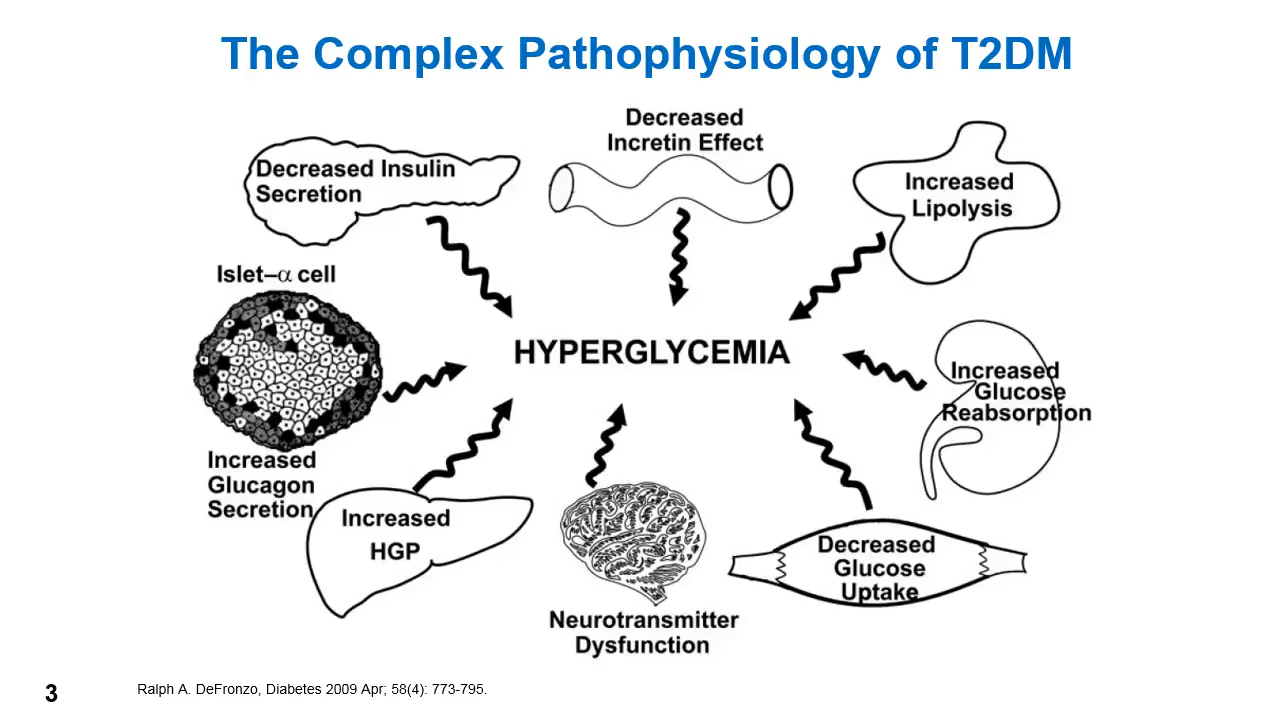 The Complex Pathophysiology of T2DM
Decreased Insulin
Secretion
Decreased
Incretin Effect
Increased
Lipolysis
Islet–α cell
HYPERGLYCEMIA
Increased
Glucose
Reabsorption
Increased
Glucagon
Secretion
Increased
HGP
Neurotransmitter
Dysfunction
Decreased
Glucose
Uptake
3
Ralph A. DeFronzo, Diabetes 2009 Apr; 58(4): 773-795.